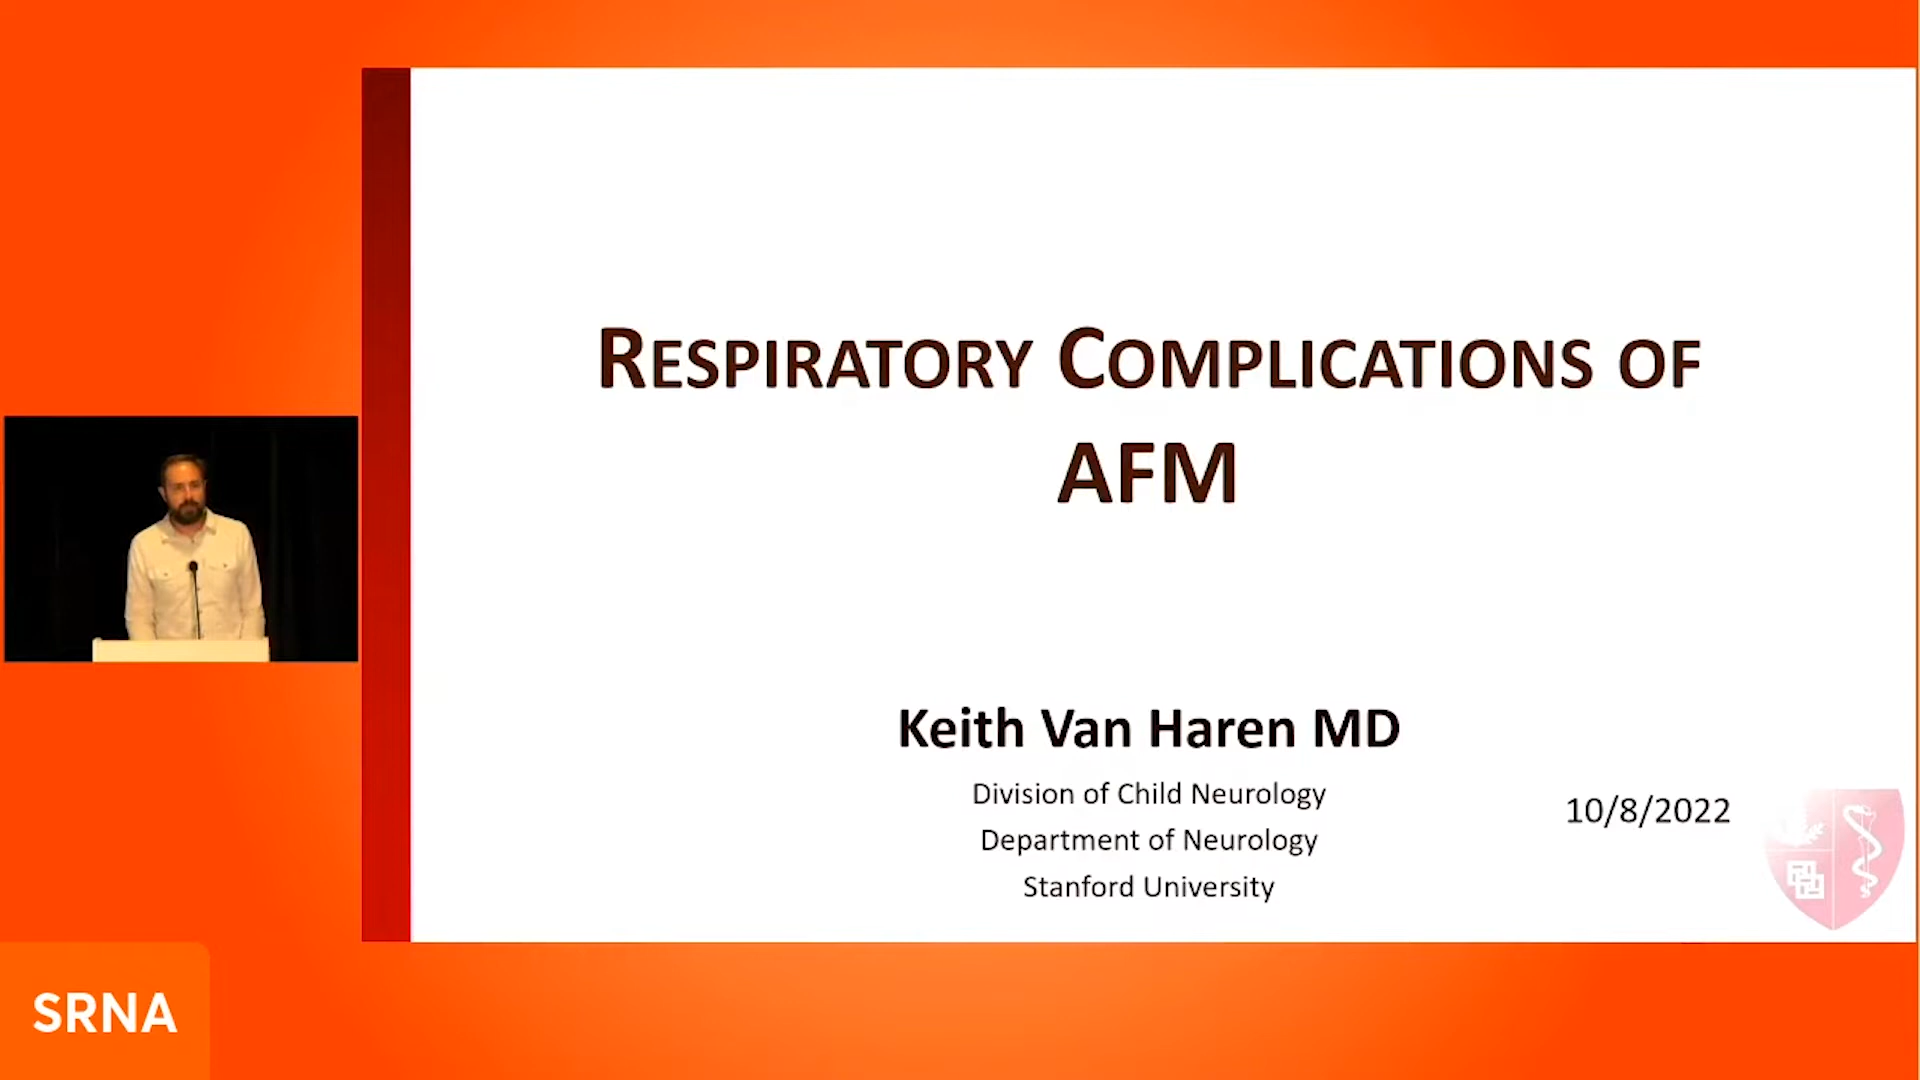 RESPIRATORY COMPLICATIONS OF
AFM
Keith Van Haren MD
Division of Child Neurology
Department of Neurology
Stanford University
10/8/2022
SRNA